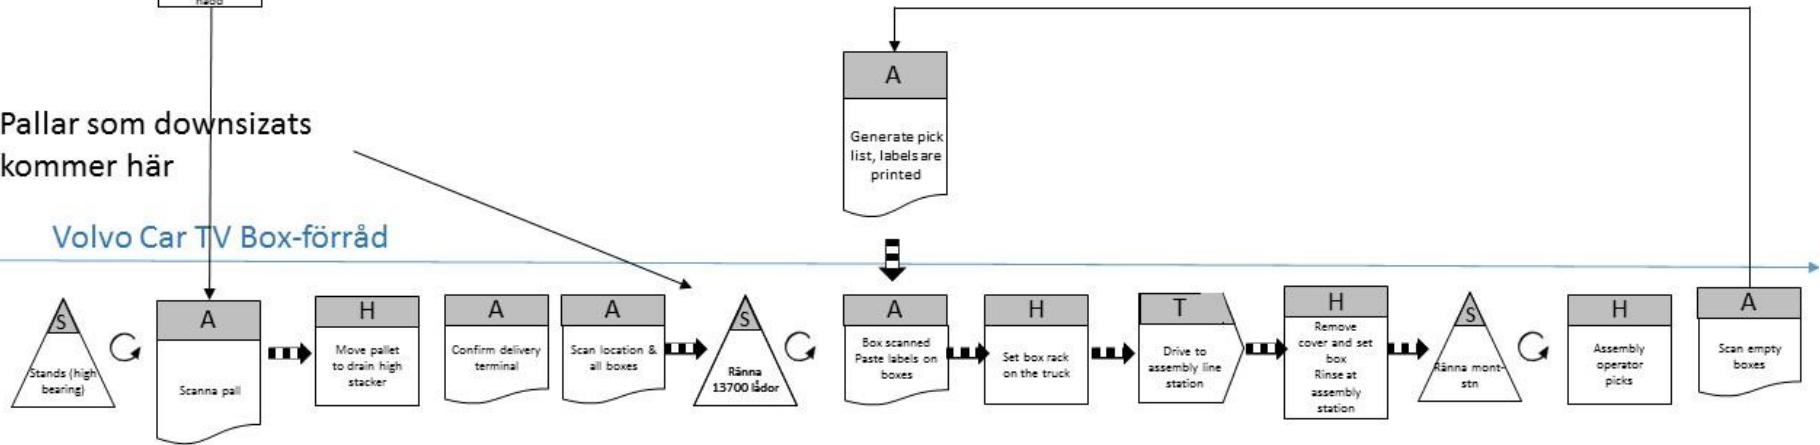 nådd
A
Generate pick
list, labels are
printed
Pallar som downsizats
kommer här
Volvo Car TV Box-förråd
S
Stands (high
bearing)
A
Scanna pall
H
Move pallet
to drain high
stacker
A
Confirm delivery
terminal
A
Scan location &
all boxes
S
Ränna
13700 lådor
A
Box scanned
Paste labels on
boxes
H
Set box rack
on the truck
T
Drive to
assembly line
station
H
Remove
cover and set
box
Rinse at
assembly
station
S
Ränna mont-
stn
H
Assembly
operator
picks
A
Scan empty
boxes